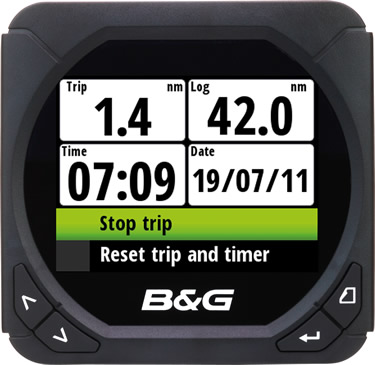 Trip nm Log nm
1.4 42.0
Time Date
07:09 19/07/11
Stop trip
Reset trip and timer
B&G